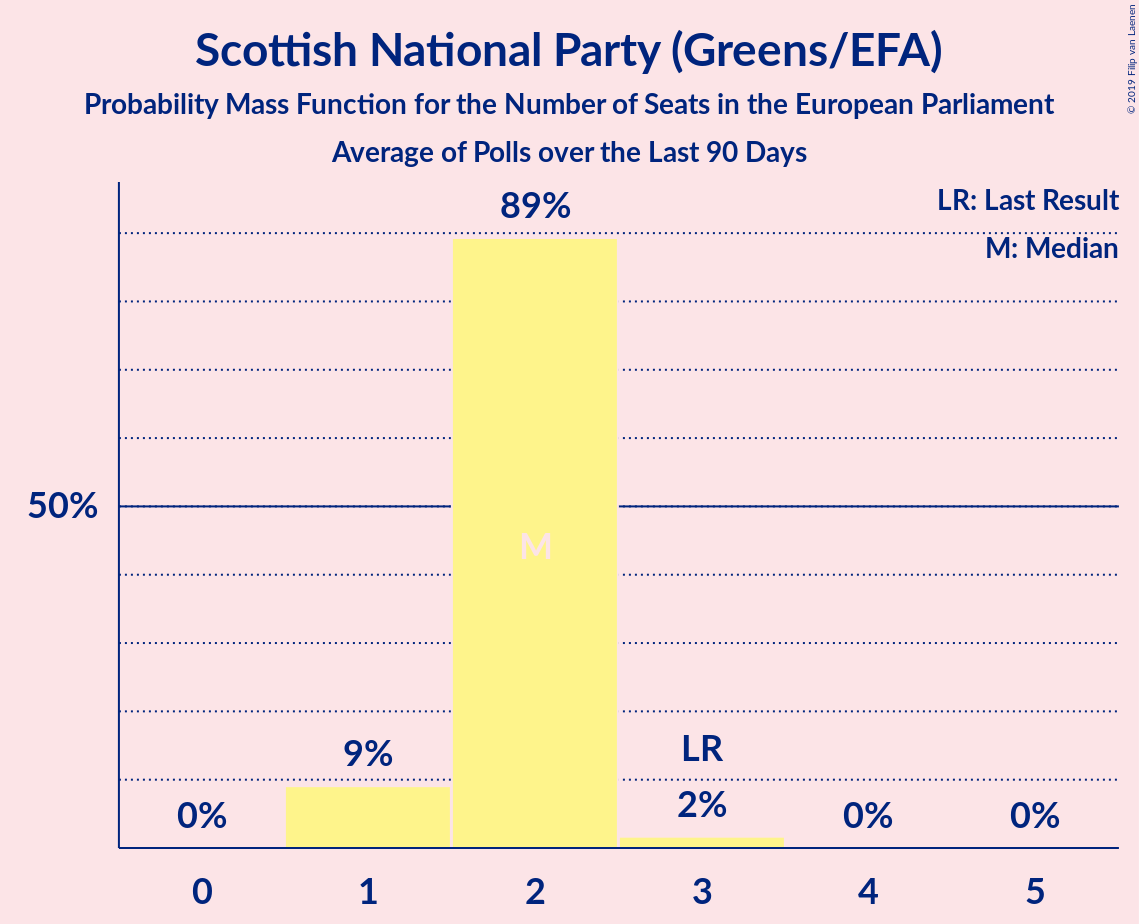 Scottish National Party (Greens/EFA)
Probability Mass Function for the Number of Seats in the European Parliament
Average of Polls over the Last 90 Days
© 2019 Filip van Laenen
LR: Last Result
M: Median
89%
50%
M
9%
LR
0%
2%
0%
0%
0 1 2 3 4 5